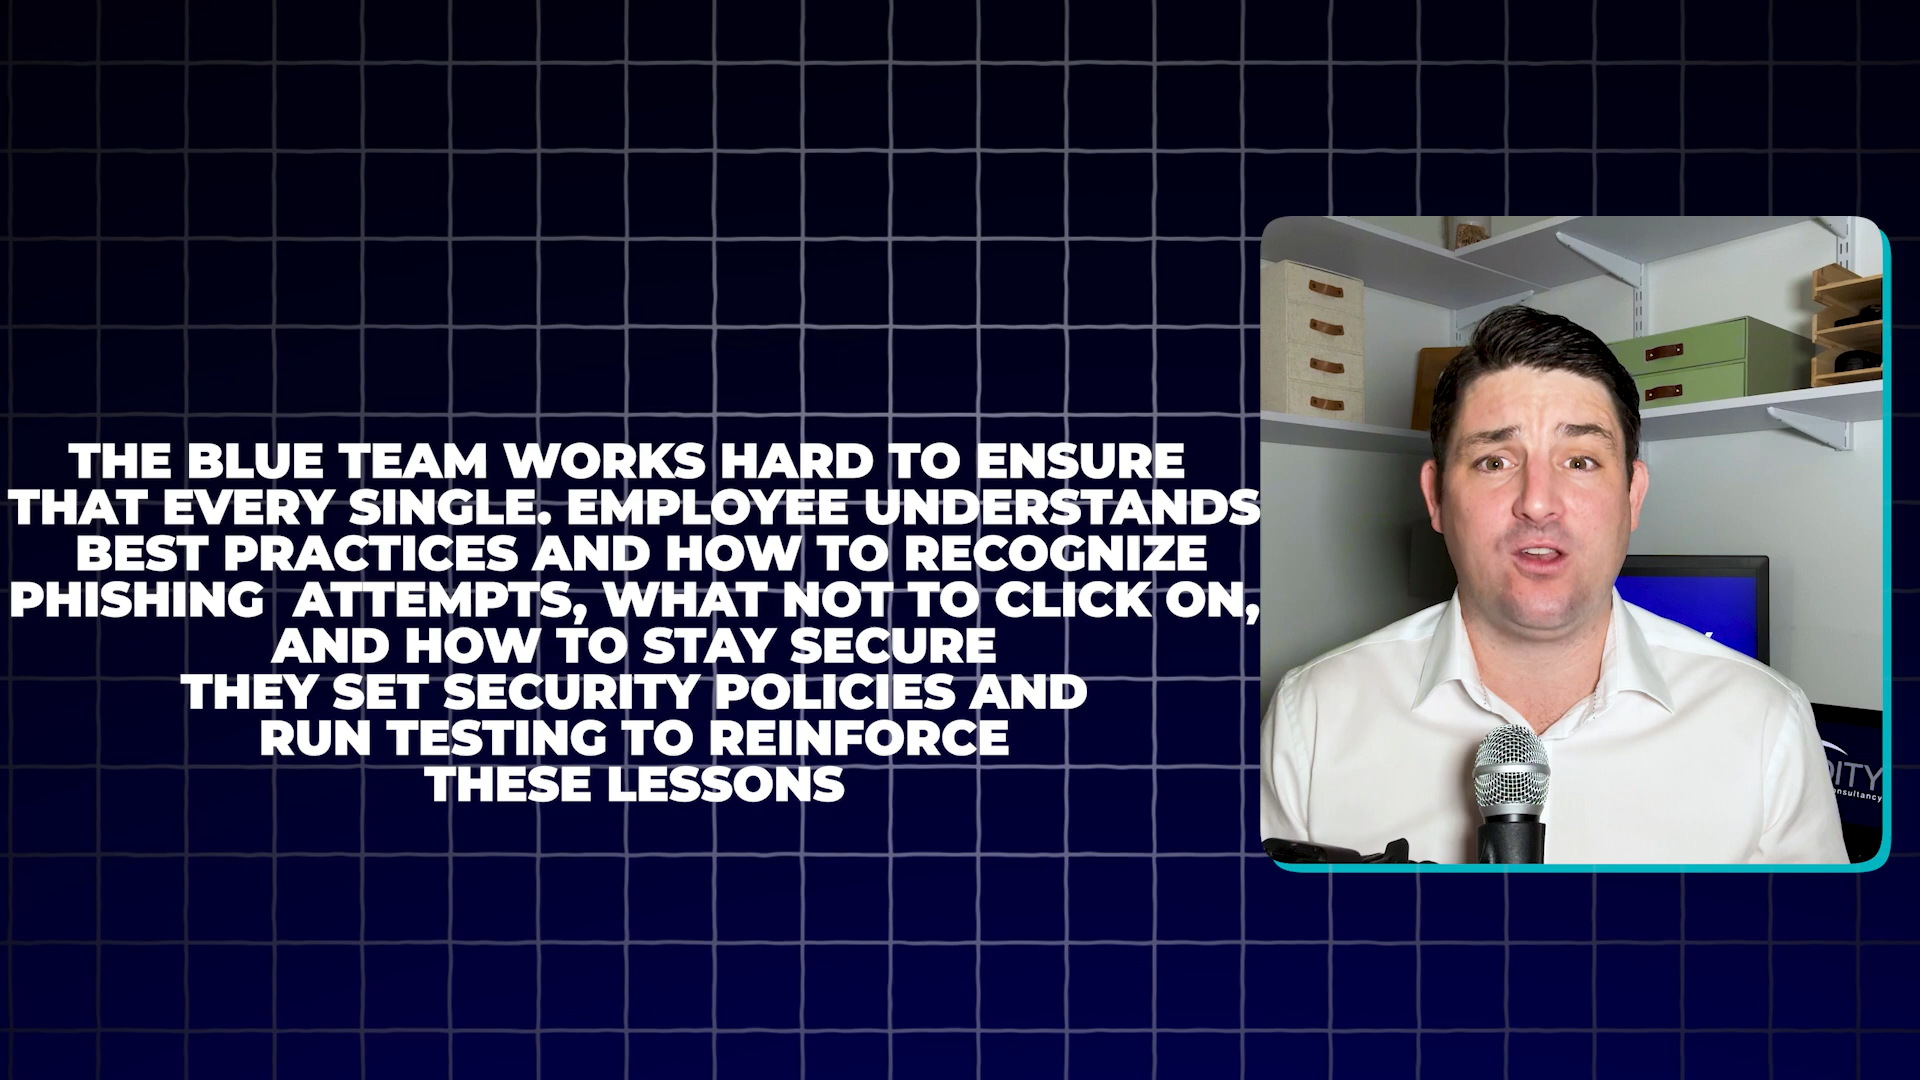 THE BLUE TEAM WORKS HARD TO ENSURE
THAT EVERY SINGLE. EMPLOYEE UNDERSTANDS
BEST PRACTICES AND HOW TO RECOGNIZE
PHISHING  ATTEMPTS, WHAT NOT TO CLICK ON,
AND HOW TO STAY SECURE
THEY SET SECURITY POLICIES AND
RUN TESTING TO REINFORCE
THESE LESSONS